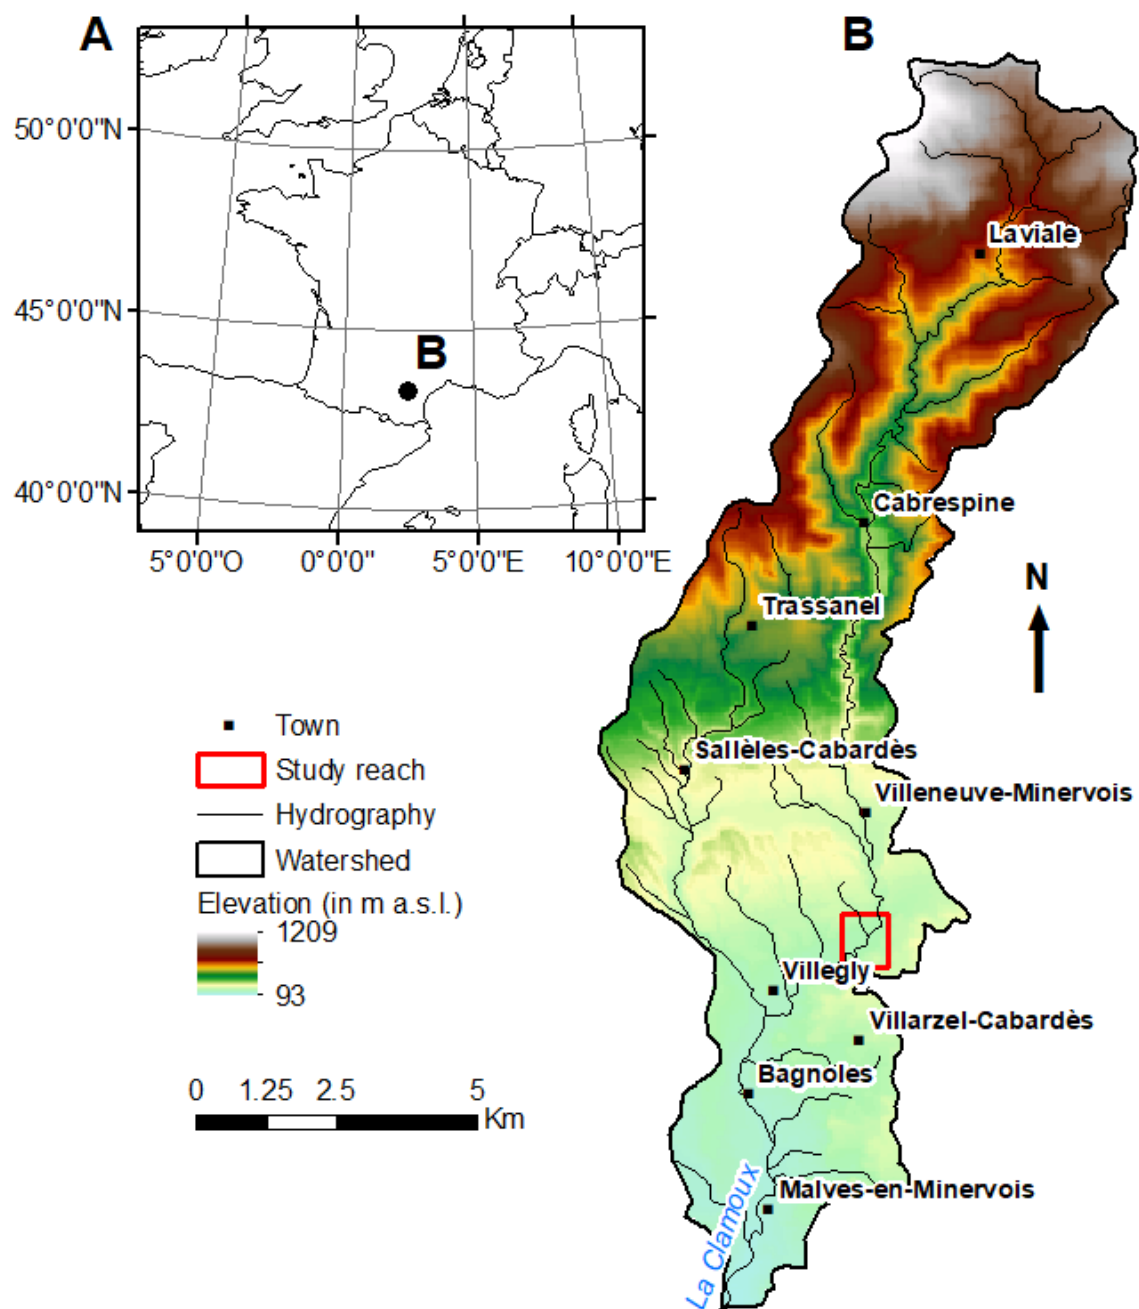 A
B
50°0'0"N
45°0'0"N
40°0'0"N
B
5°0'0"O
0°0'0"
5°0'0"E
10°0'0"E
Laviale
Cabrespine
Trassanel
N
Sallèles-Cabardès
Villeneuve-Minervois
Villegly
Villarzel-Cabardès
Bagnoles
Malves-en-Minervois
La Clamoux
Town
Study reach
Hydrography
Watershed
Elevation (in m a.s.l.)
1209
93
0 1.25 2.5 5
Km